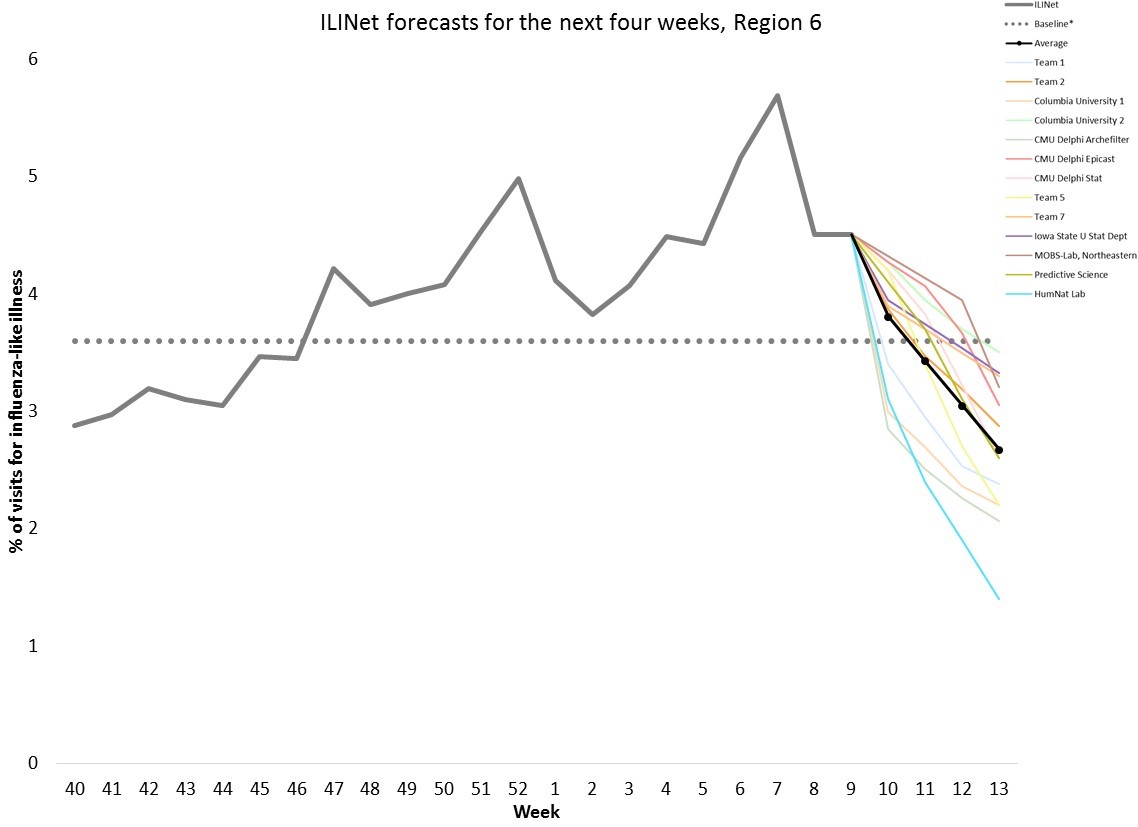 ILINet forecasts for the next four weeks, Region 6
ILINet
Baseline*
Average
Team 1
Team 2
Columbia University 1
Columbia University 2
CMU Delphi Archefilter
CMU Delphi Epicast
CMU Delphi Stat
Team 5
Team 7
Iowa State U Stat Dept
MOBS-Lab, Northeastern
Predictive Science
HumNat Lab
% of visits for influenza-like illness
6
5
4
3
2
1
0
40 41 42 43 44 45 46 47 48 49 50 51 52 1 2 3 4 5 6 7 8 9 10 11 12 13
Week